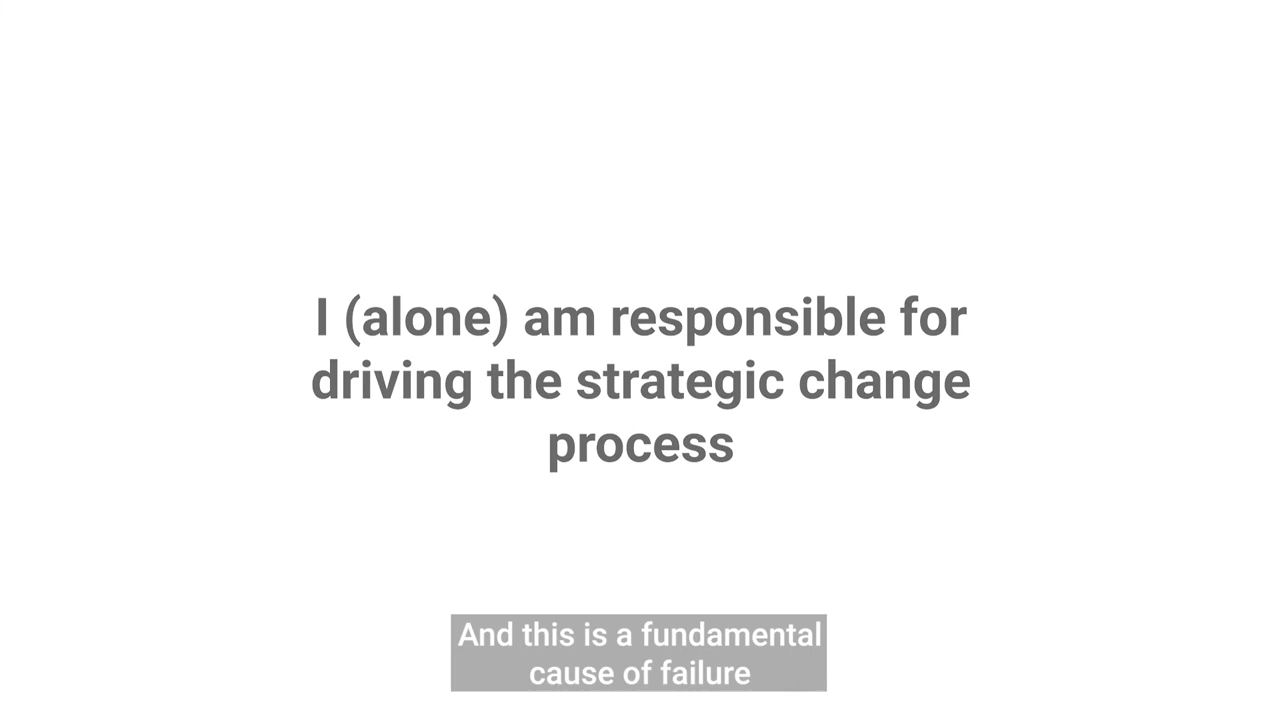 I (alone) am responsible for
driving the strategic change
process
And this is a fundamental
cause of failure